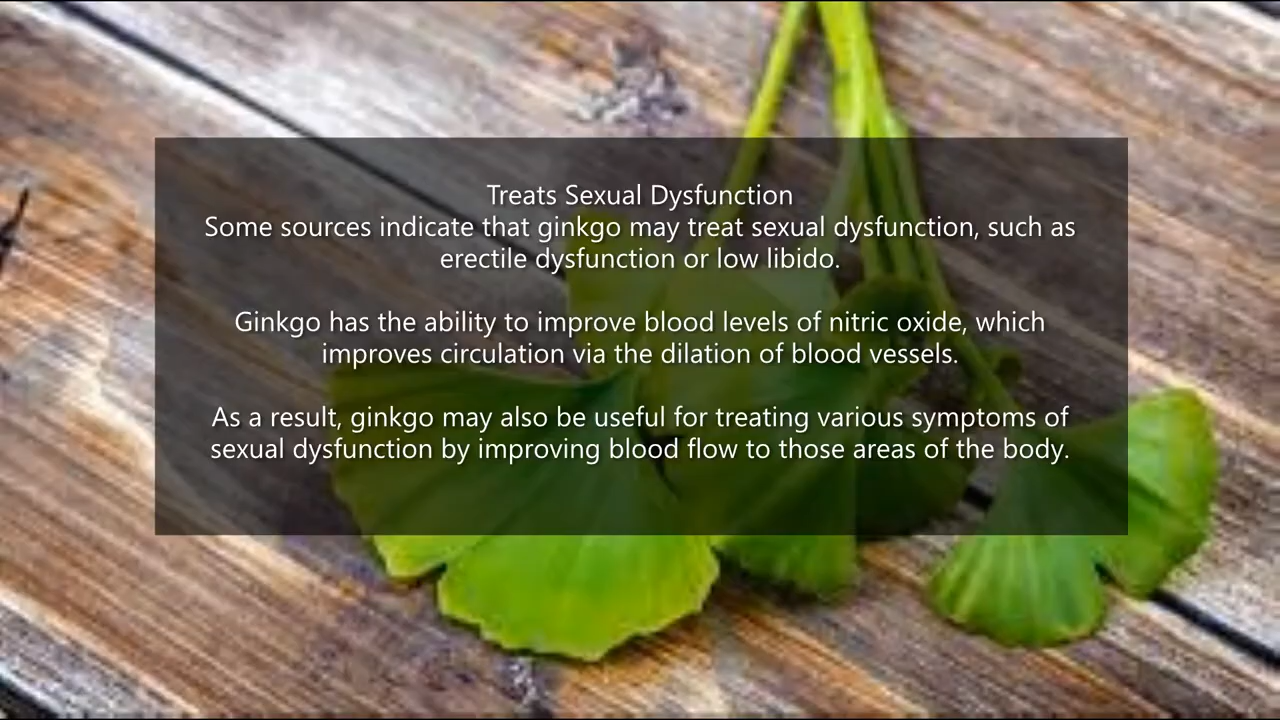 Treats Sexual Dysfunction
Some sources indicate that ginkgo may treat sexual dysfunction, such as
erectile dysfunction or low libido.
Ginkgo has the ability to improve blood levels of nitric oxide, which
improves circulation via the dilation of blood vessels.
As a result, ginkgo may also be useful for treating various symptoms of
sexual dysfunction by improving blood flow to those areas of the body.